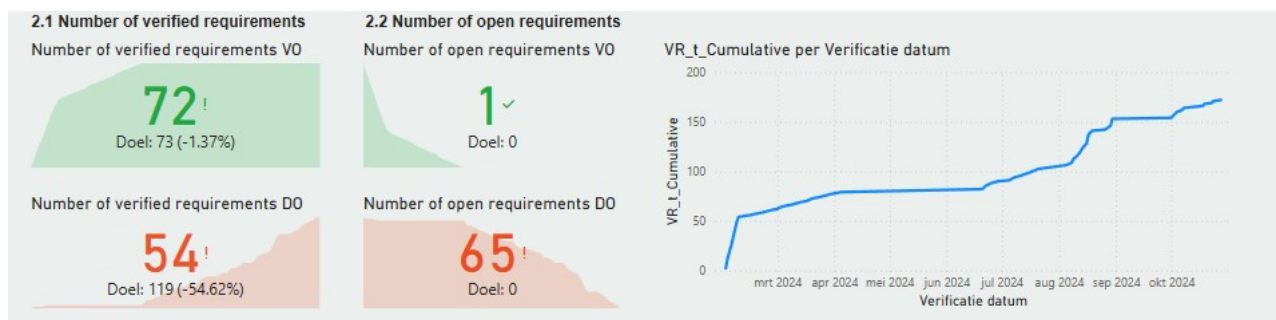 2.1 Number of verified requirements
Number of verified requirements VO
72!
Doel: 73 (-1.37%)
2.2 Number of open requirements
Number of open requirements VO
1
Doel: 0
Number of verified requirements DO
54!
Doel: 119 (-54.62%)
Number of open requirements DO
65!
Doel: 0
VR_t_Cumulative per Verificatie datum
VR_t_Cumulative
200
150
100
50
0
mrt 2024 apr 2024 mei 2024 jun 2024 jul 2024 aug 2024 sep 2024 okt 2024
Verificatie datum